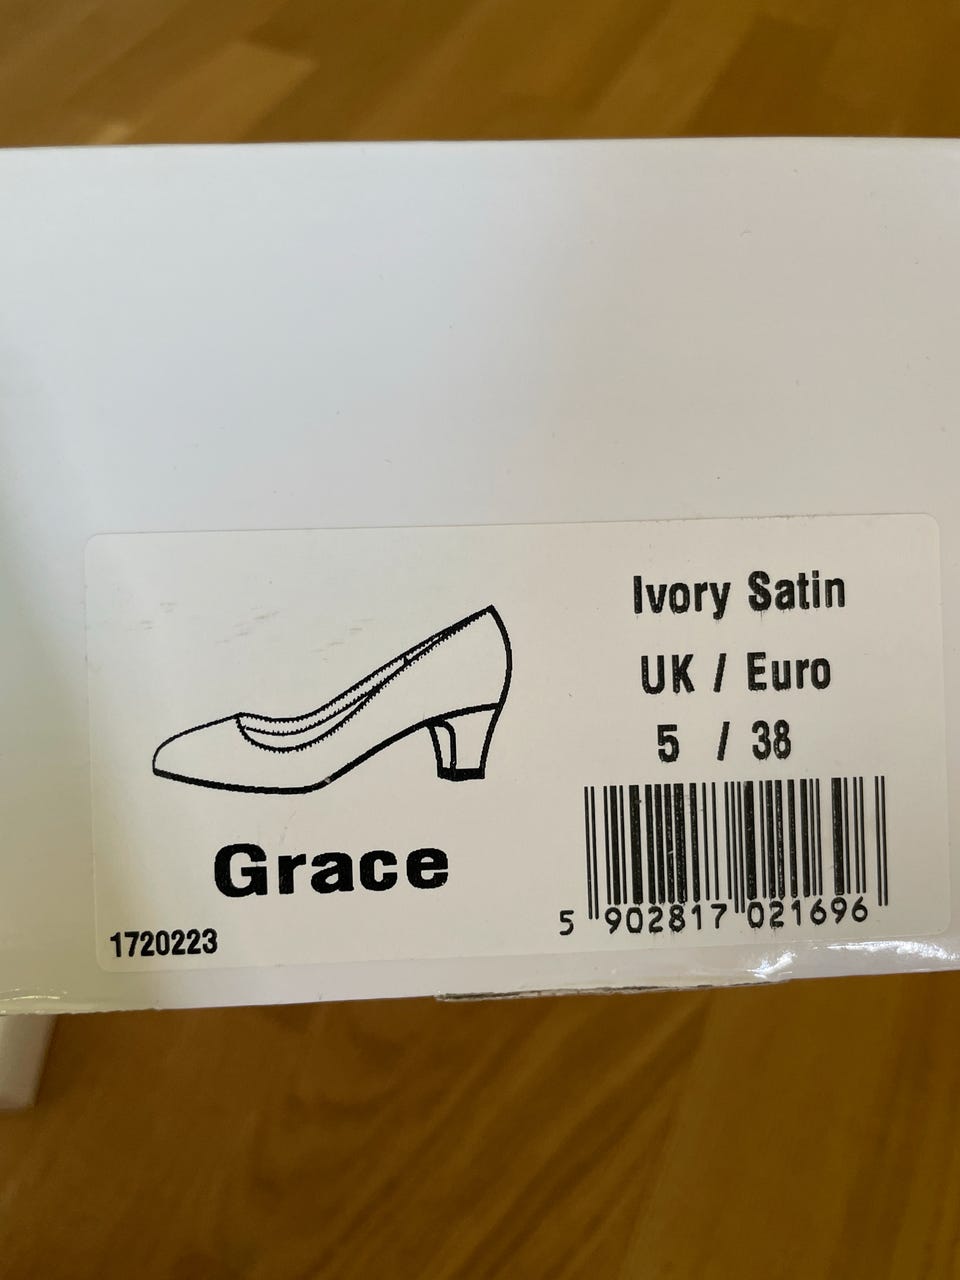 Ivory Satin
UK / Euro
5 / 38
Grace
1720223
5 902817 021696